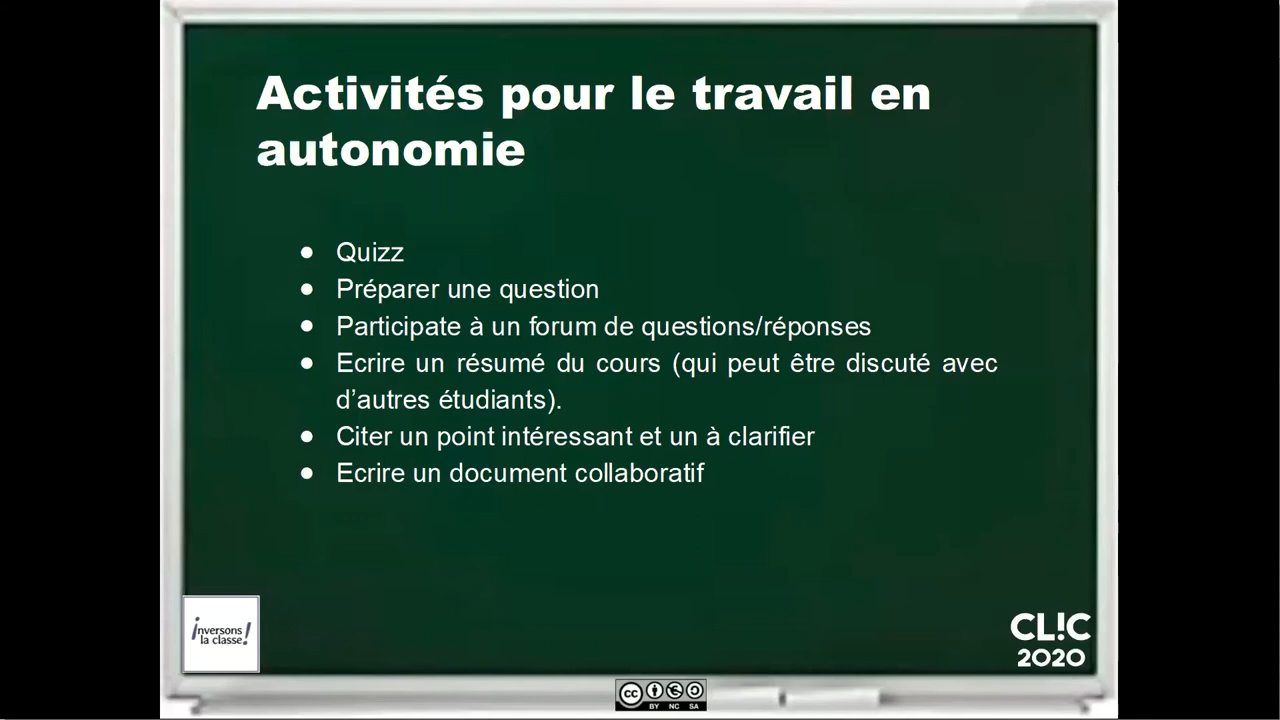 Activités pour le travail en
autonomie
● Quizz
● Préparer une question
● Participate à un forum de questions/réponses
● Ecrire un résumé du cours (qui peut être discuté avec
d’autres étudiants).
● Citer un point intéressant et un à clarifier
● Ecrire un document collaboratif
inversons
la classe!
CL!C
2020
cc
BY NC SA